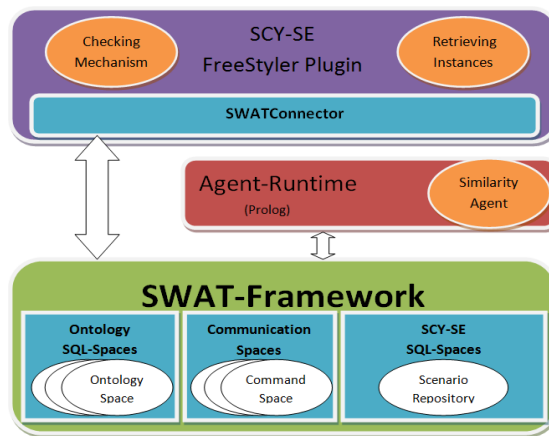 Checking
Mechanism
SCY-SE
FreeStyler Plugin
Retrieving
Instances
SWATConnector
Agent-Runtime
(Prolog)
Similarity
Agent
SWAT-Framework
Ontology
SQL-Spaces
Ontology
Space
Communication
Spaces
Command
Space
SCY-SE
SQL-Spaces
Scenario
Repository